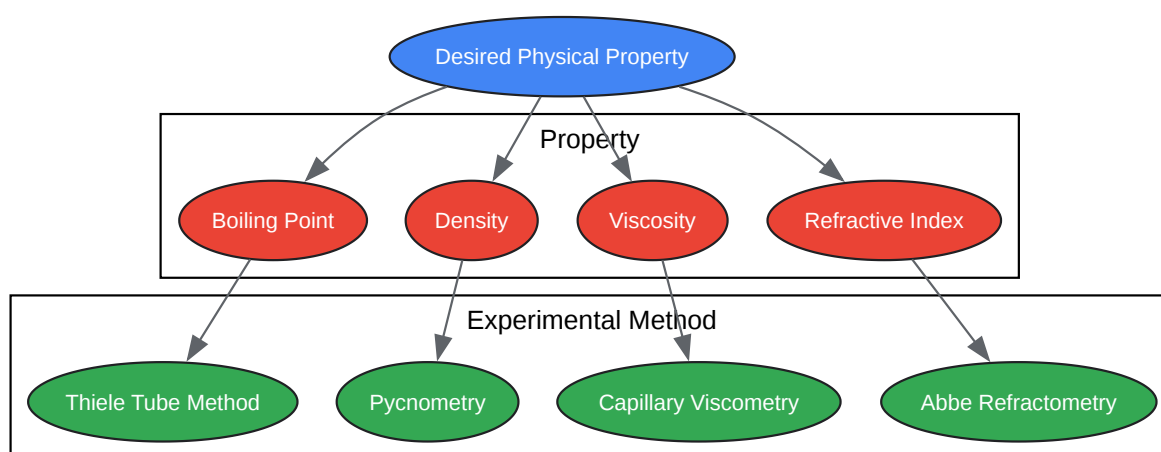 Desired Physical Property
Property
Boiling Point
Density
Viscosity
Refractive Index
Experimental Method
Thiele Tube Method
Pycnometry
Capillary Viscometry
Abbe Refractometry